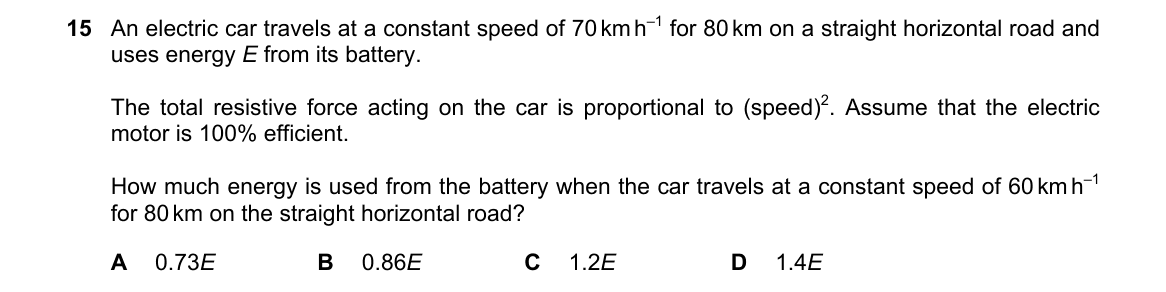 15 An electric car travels at a constant speed of 70 km h⁻¹ for 80 km on a straight horizontal road and
uses energy E from its battery.
The total resistive force acting on the car is proportional to (speed)². Assume that the electric
motor is 100% efficient.
How much energy is used from the battery when the car travels at a constant speed of 60 km h⁻¹
for 80 km on the straight horizontal road?
A 0.73E B 0.86E C 1.2E D 1.4E